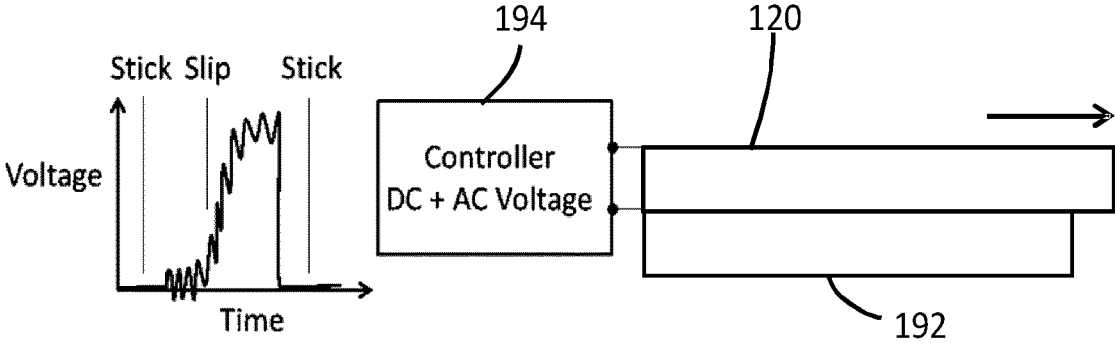 194
120
Stick Slip Stick
Voltage
Controller
DC + AC Voltage
Time
192